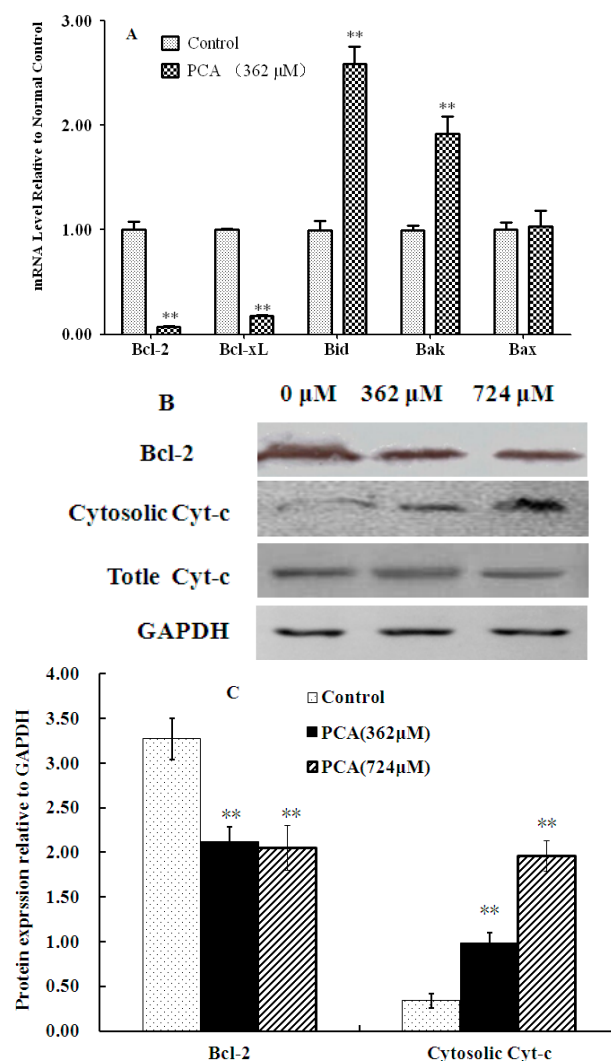 A
Control
PCA （362 μM）
mRNA Level Relative to Normal Control
3.00
2.00
1.00
0.00
** ** ** **
Bcl-2 Bcl-xL Bid Bak Bax
B
0 μM 362 μM 724 μM
Bcl-2
Cytosolic Cyt-c
Totle Cyt-c
GAPDH
C
Control
PCA(362μM)
PCA(724μM)
Protein exprssion relative to GAPDH
4.00
3.50
3.00
2.50
2.00
1.50
1.00
0.50
0.00
** ** ** **
Bcl-2 Cytosolic Cyt-c